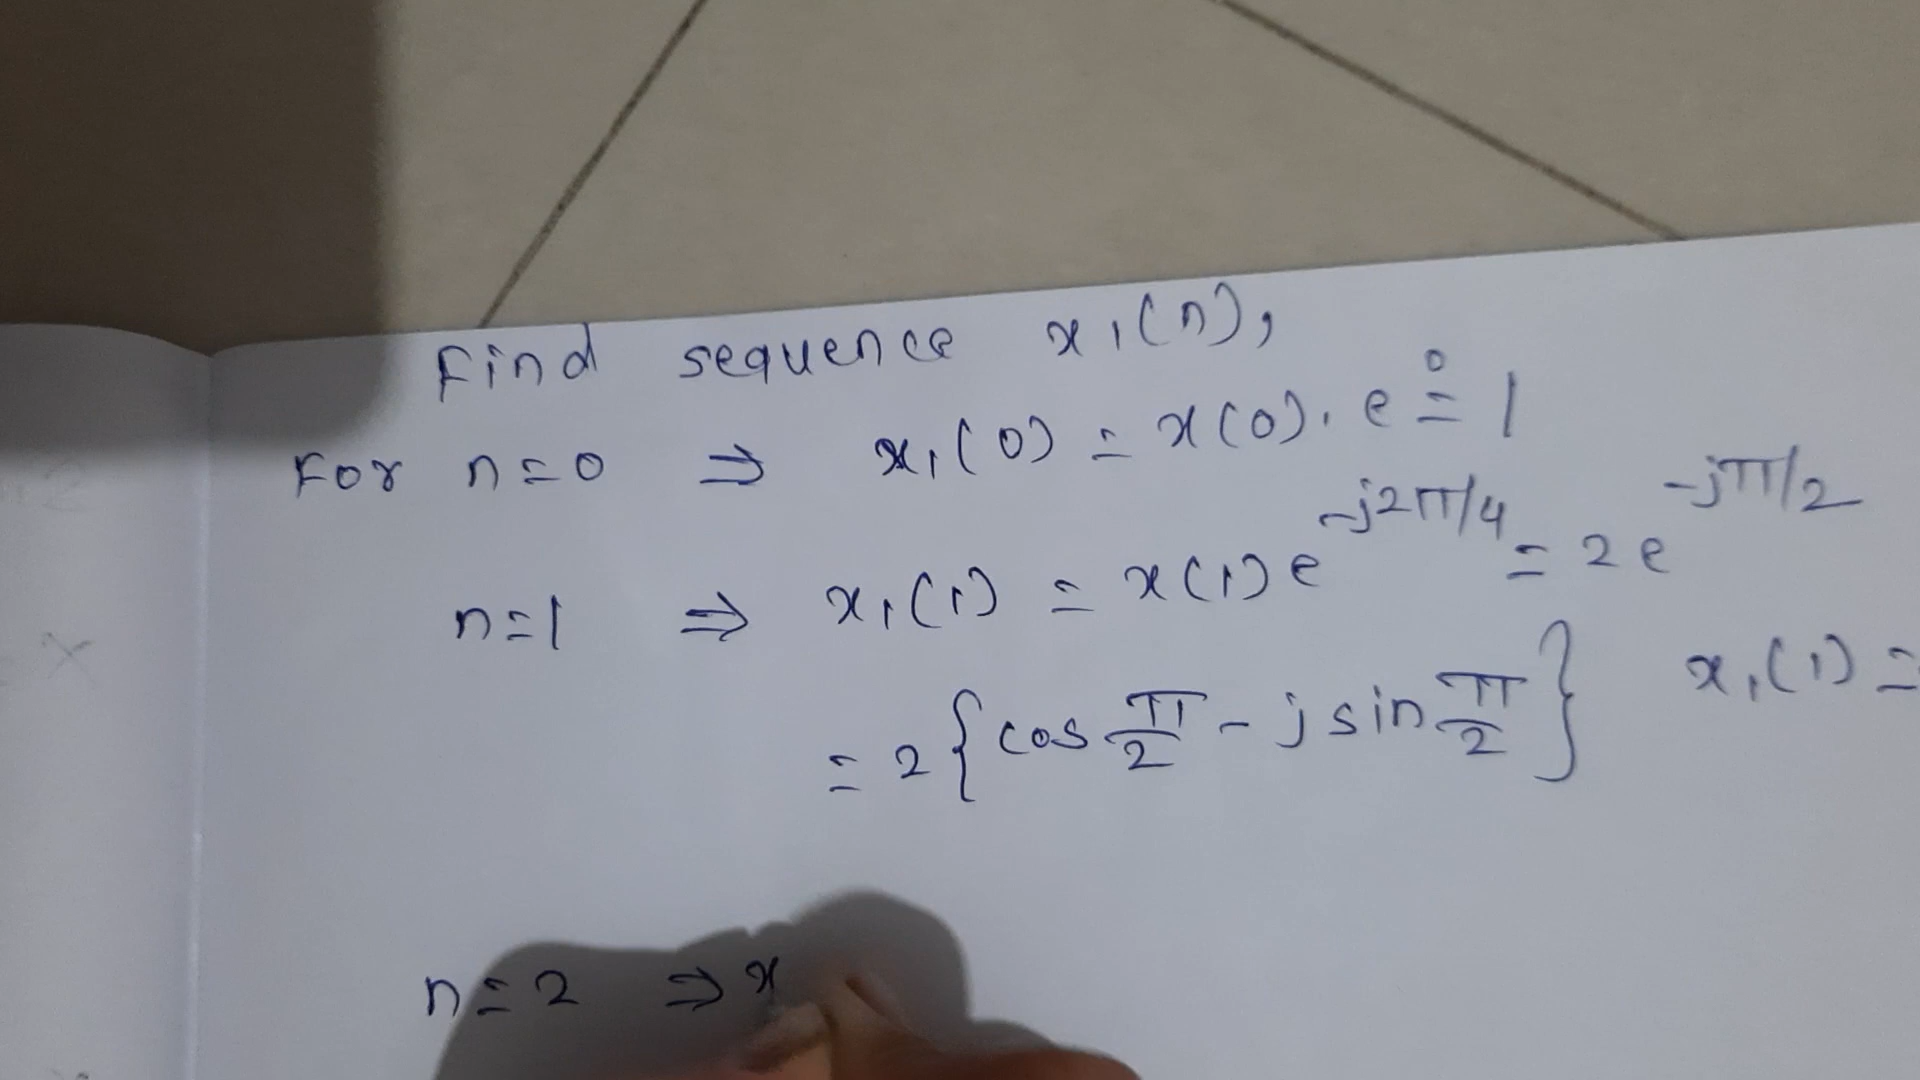 Find sequence x₁(n),
For n=0 ⇒ x₁(0) = x(0). e⁰ = 1
n=1 ⇒ x₁(1) = x(1) e^-j2π/4 = 2e^-jπ/2
= 2{cos π/2 - j sin π/2} x₁(1) =
n=2 ⇒ x